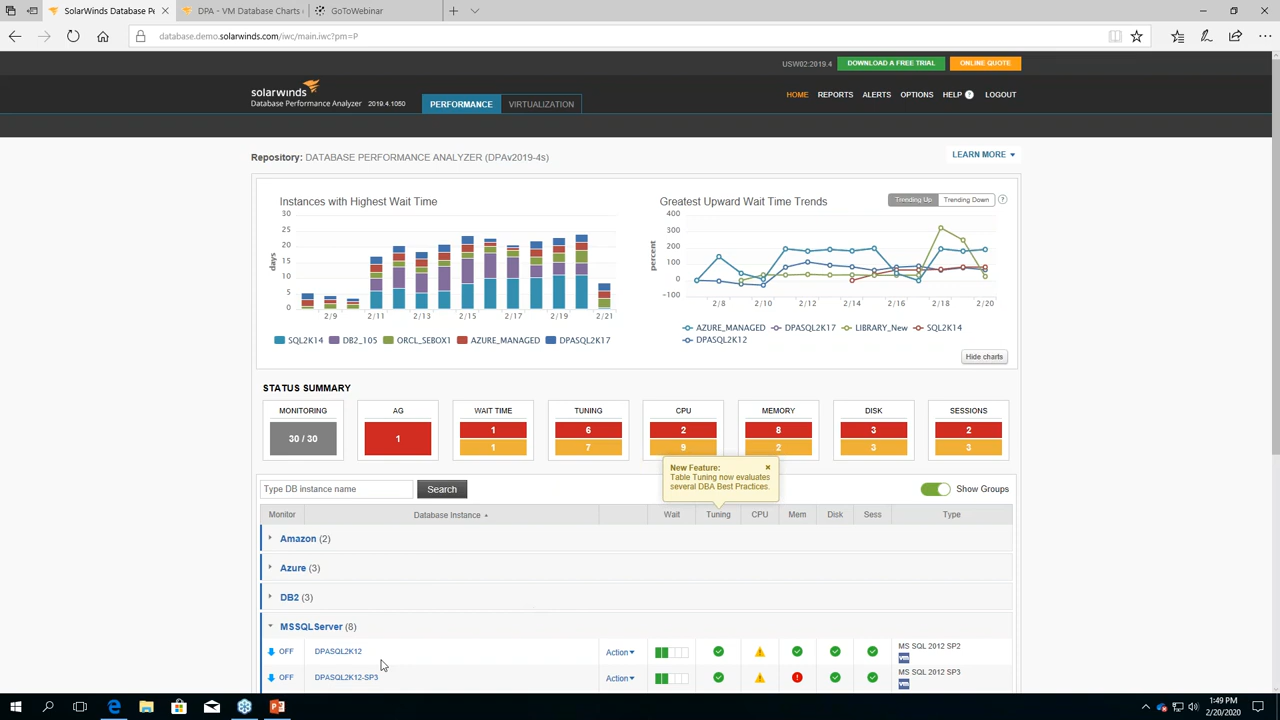 SolarWinds Database Pe
DPA - VM Database Charts
GoToWebinar
database.demo.solarwinds.com/iwc/main.iwc?pm=P
USW02:2019.4
DOWNLOAD A FREE TRIAL
ONLINE QUOTE
solarwinds
Database Performance Analyzer 2019.4.1050
PERFORMANCE
VIRTUALIZATION
HOME REPORTS ALERTS OPTIONS HELP ? LOGOUT
Repository: DATABASE PERFORMANCE ANALYZER (DPAv2019-4s)
LEARN MORE
Instances with Highest Wait Time
30
25
20
15
10
5
0
days
2/9 2/11 2/13 2/15 2/17 2/19 2/21
SQL2K14 DB2_105 ORCL_SEBOX1 AZURE_MANAGED DPASQL2K17
Greatest Upward Wait Time Trends
Trending Up Trending Down ?
400
300
200
100
0
-100
percent
2/8 2/10 2/12 2/14 2/16 2/18 2/20
AZURE_MANAGED DPASQL2K17 LIBRARY_New SQL2K14
DPASQL2K12
Hide charts
STATUS SUMMARY
MONITORING AG WAIT TIME TUNING CPU MEMORY DISK SESSIONS
30 / 30 1 1 6 2 8 3 2
1 7 9 2 3 3
New Feature: ×
Table Tuning now evaluates
several DBA Best Practices.
Type DB instance name
Search
Show Groups
Monitor Database Instance Wait Tuning CPU Mem Disk Sess Type
Amazon (2)
Azure (3)
DB2 (3)
MSSQLServer (8)
OFF DPASQL2K12 Action MS SQL 2012 SP2
vm
OFF DPASQL2K12-SP3 Action MS SQL 2012 SP3
vm
1:49 PM
2/20/2020